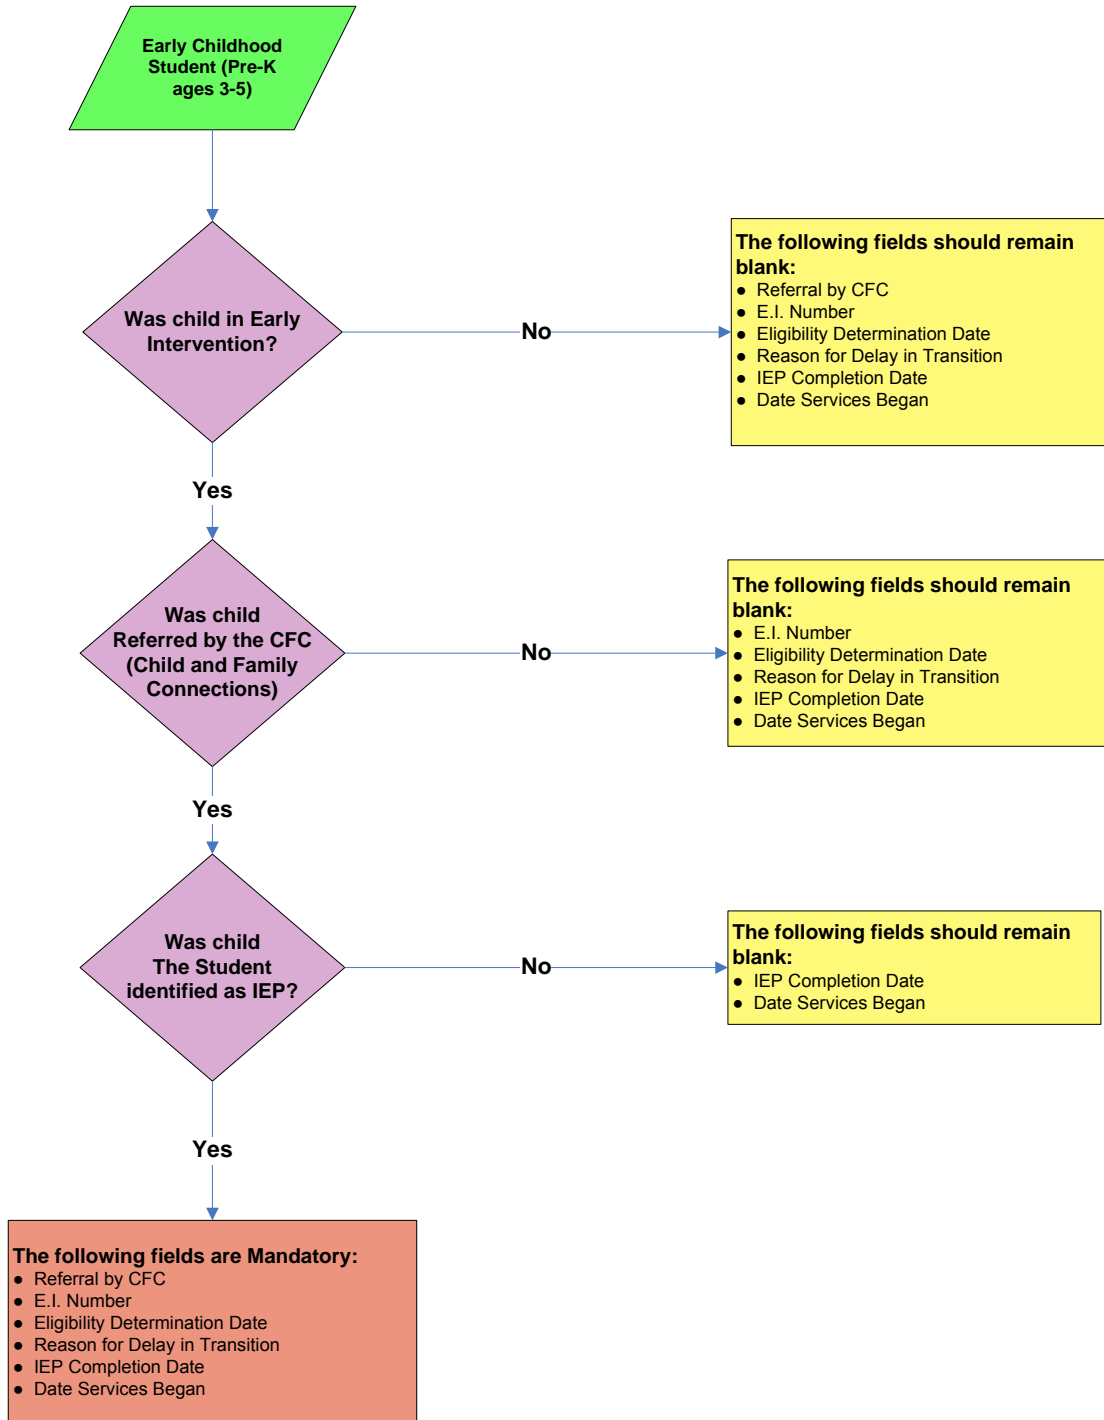 Early Childhood
Student (Pre-K
ages 3-5)
Was child in Early
Intervention?
No
The following fields should remain
blank:
● Referral by CFC
● E.I. Number
● Eligibility Determination Date
● Reason for Delay in Transition
● IEP Completion Date
● Date Services Began
Yes
Was child
Referred by the CFC
(Child and Family
Connections)
No
The following fields should remain
blank:
● E.I. Number
● Eligibility Determination Date
● Reason for Delay in Transition
● IEP Completion Date
● Date Services Began
Yes
Was child
The Student
identified as IEP?
No
The following fields should remain
blank:
● IEP Completion Date
● Date Services Began
Yes
The following fields are Mandatory:
● Referral by CFC
● E.I. Number
● Eligibility Determination Date
● Reason for Delay in Transition
● IEP Completion Date
● Date Services Began